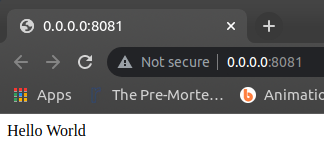 0.0.0.0:8081
Not secure | 0.0.0.0:8081
Apps The Pre-Morte… Animatio
Hello World